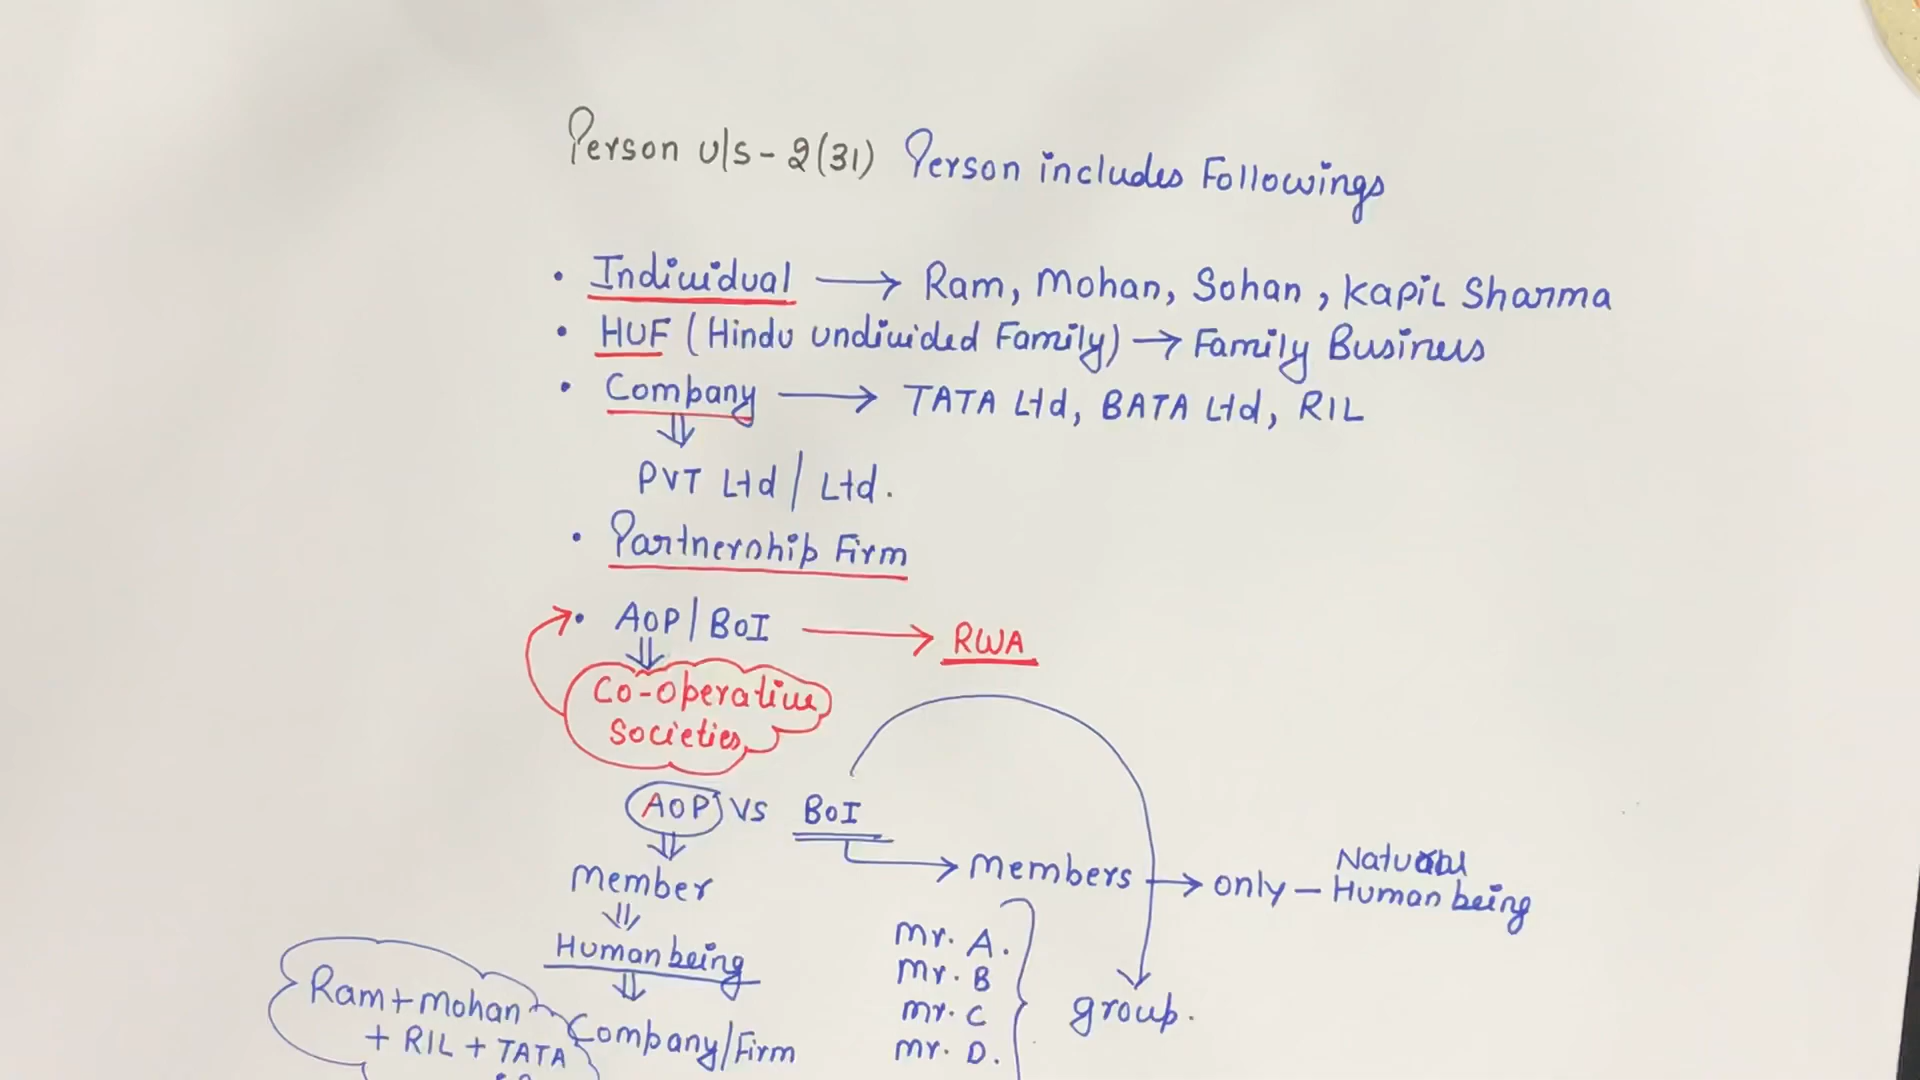 Person u/s - 2(31) Person includes Followings
• Individual → Ram, Mohan, Sohan, Kapil Sharma
• HUF (Hindu undivided Family) → Family Business
• Company → TATA Ltd, BATA Ltd, RIL
PVT Ltd / Ltd.
• Partnership Firm
• AOP / BOI → RWA
Co-operative
Societies
AOP VS BOI
Member
members → only - Natural Human being
Human being
Company/Firm
Ram + mohan
+ RIL + TATA
Mr. A.
Mr. B
Mr. C
Mr. D.
group.